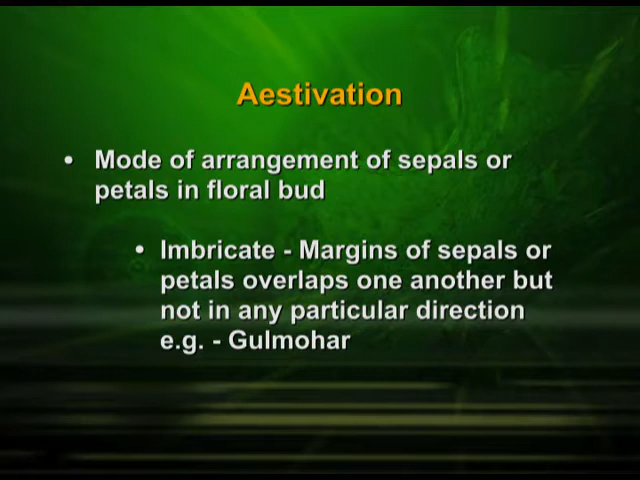 Aestivation
• Mode of arrangement of sepals or
petals in floral bud
• Imbricate - Margins of sepals or
petals overlaps one another but
not in any particular direction
e.g. - Gulmohar